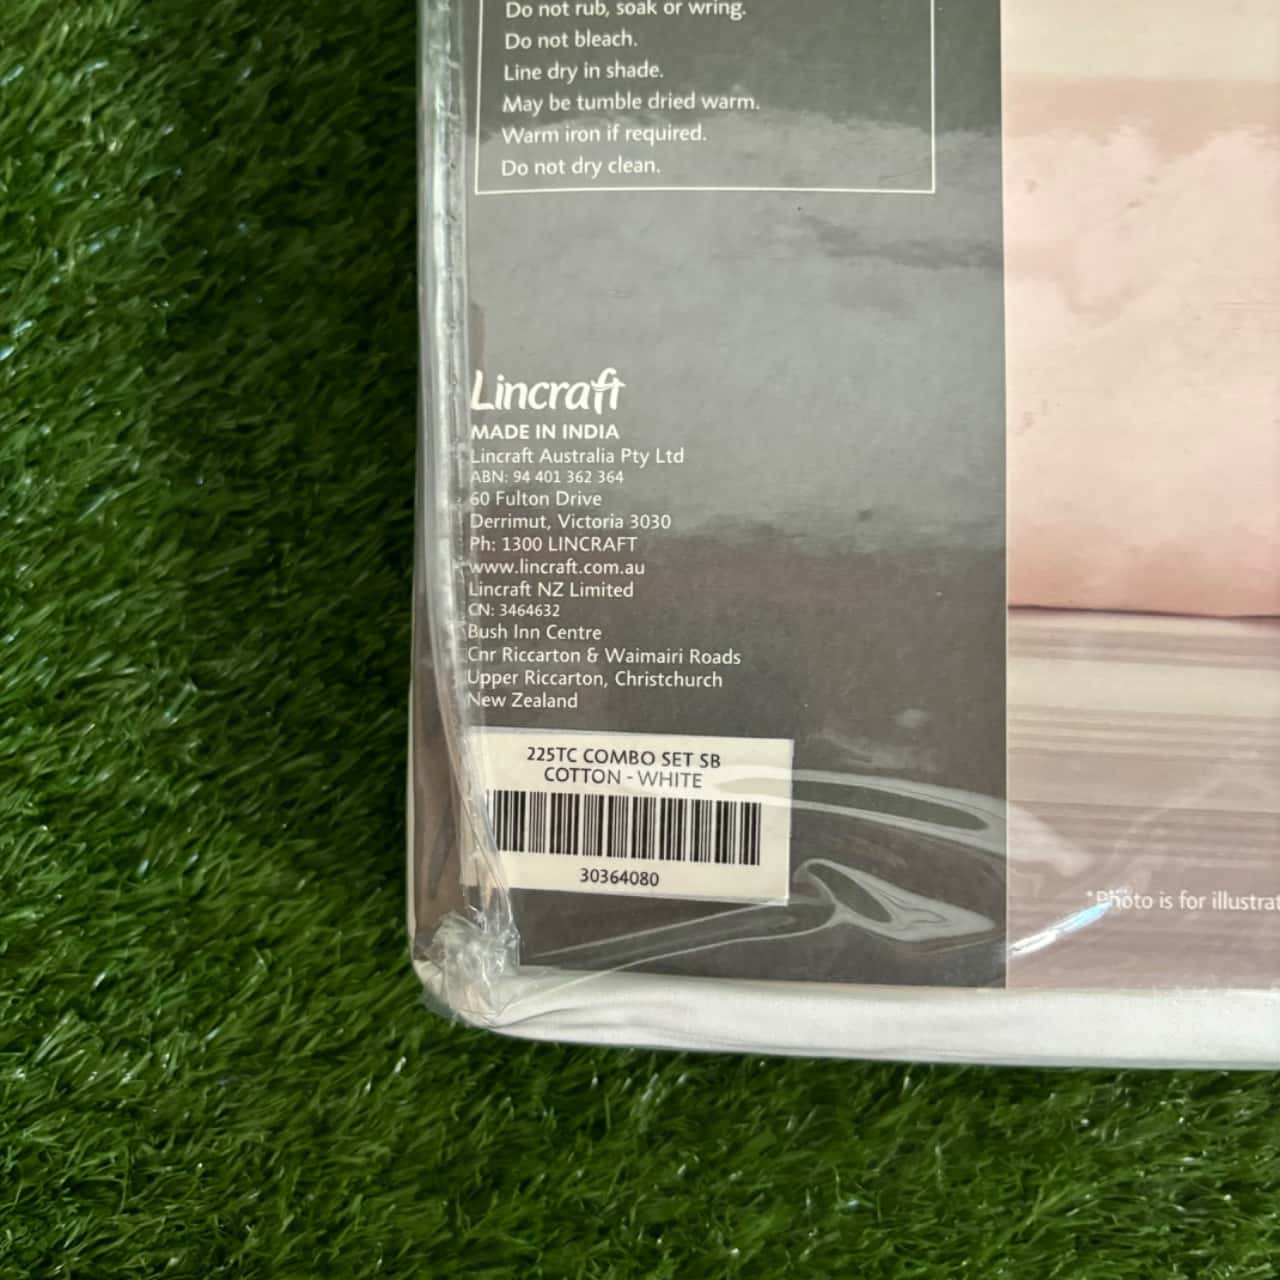 Do not rub, soak or wring.
Do not bleach.
Line dry in shade.
May be tumble dried warm.
Warm iron if required.
Do not dry clean.
Lincraft
MADE IN INDIA
Lincraft Australia Pty Ltd
ABN: 94 401 362 364
60 Fulton Drive
Derrimut, Victoria 3030
Ph: 1300 LINCRAFT
www.lincraft.com.au
Lincraft NZ Limited
CN: 3464632
Bush Inn Centre
Cnr Riccarton & Waimairi Roads
Upper Riccarton, Christchurch
New Zealand
225TC COMBO SET SB
COTTON - WHITE
30364080
*Photo is for illustrat